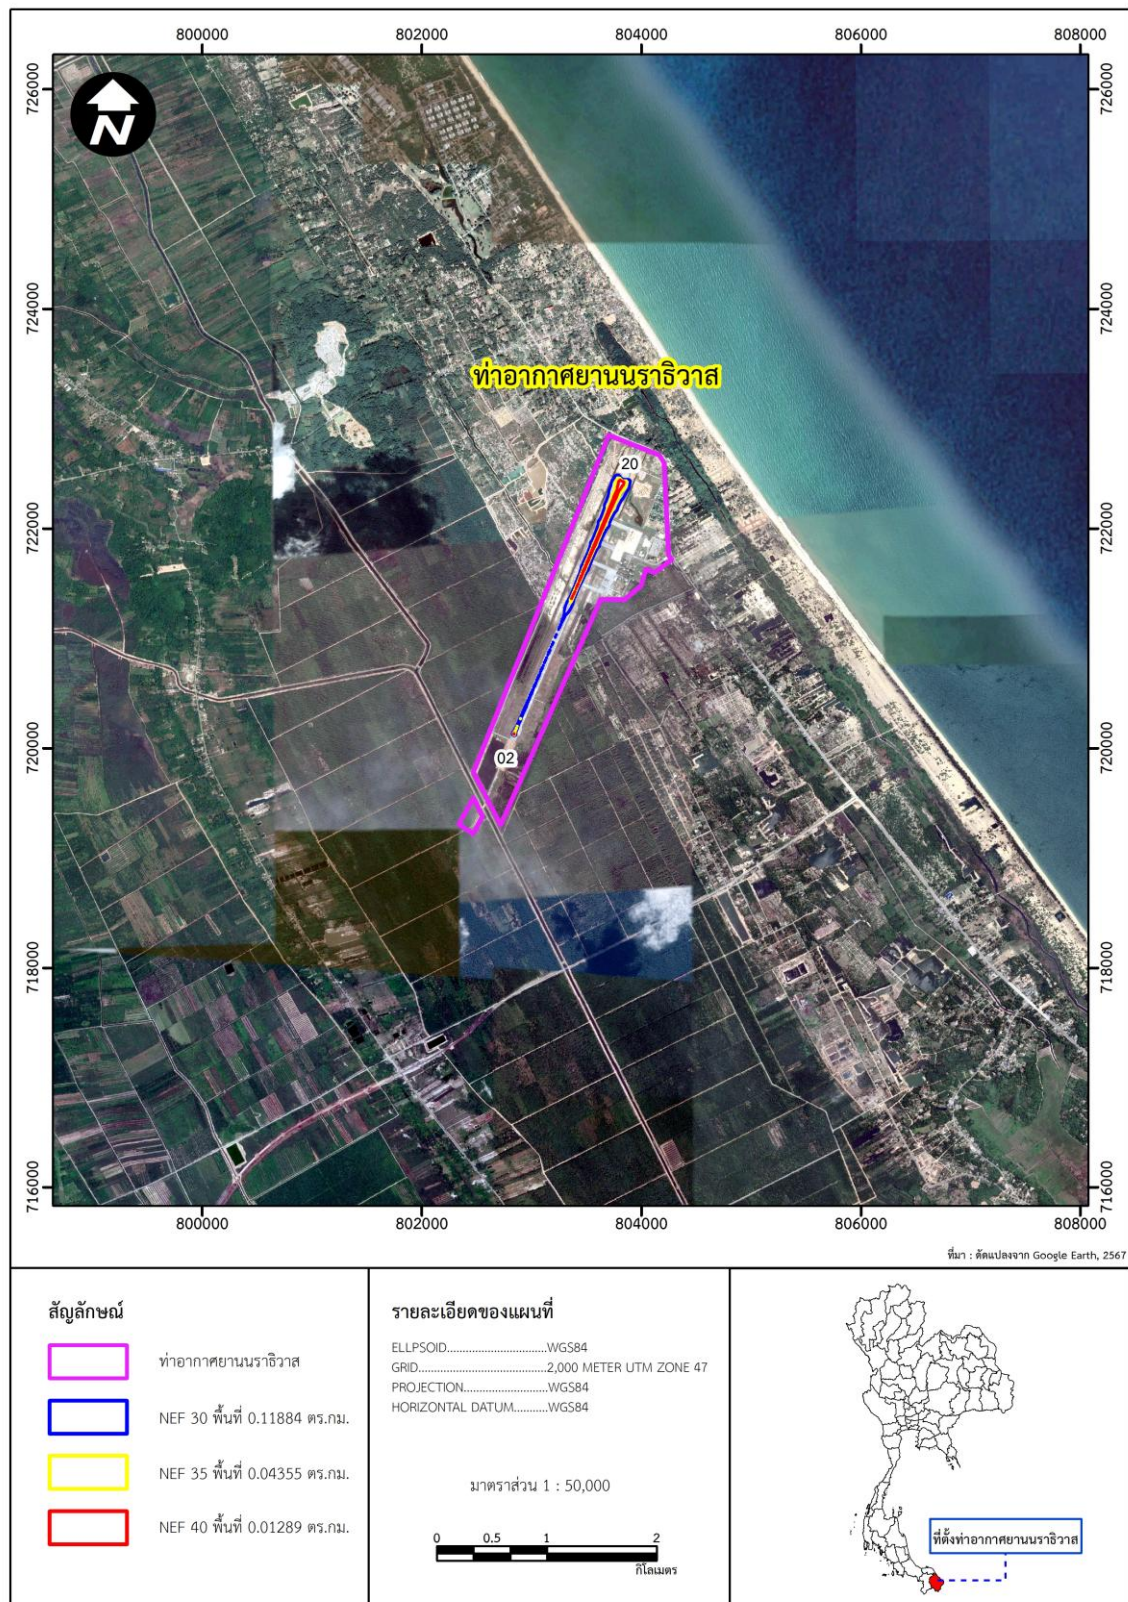 800000 802000 804000 806000 808000
726000 726000
N
724000 724000
ท่าอากาศยานนราธิวาส
20
722000 722000
720000 720000
02
718000 718000
716000 716000
800000 802000 804000 806000 808000
ที่มา : ดัดแปลงจาก Google Earth, 2567
สัญลักษณ์
ท่าอากาศยานนราธิวาส
NEF 30 พื้นที่ 0.11884 ตร.กม.
NEF 35 พื้นที่ 0.04355 ตร.กม.
NEF 40 พื้นที่ 0.01289 ตร.กม.
รายละเอียดของแผนที่
ELLPSOID..............................WGS84
GRID.......................................2,000 METER UTM ZONE 47
PROJECTION..........................WGS84
HORIZONTAL DATUM..........WGS84
มาตราส่วน 1 : 50,000
0 0.5 1 2
กิโลเมตร
ที่ตั้งท่าอากาศยานนราธิวาส